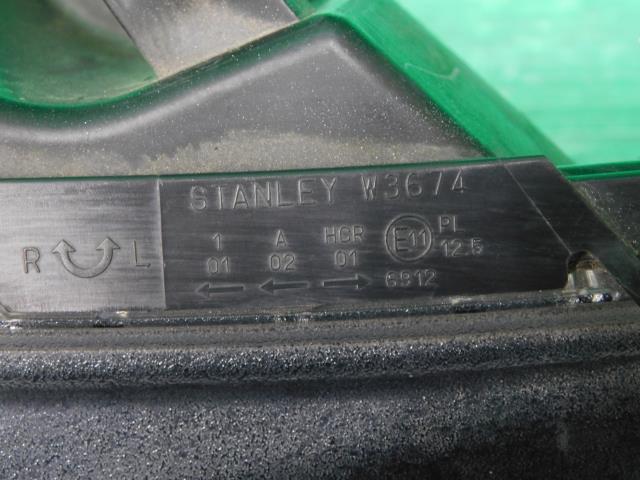 STANLEY W3674
R L
1 A HCR E11 PL
01 02 01 12.5
← ← → 6912